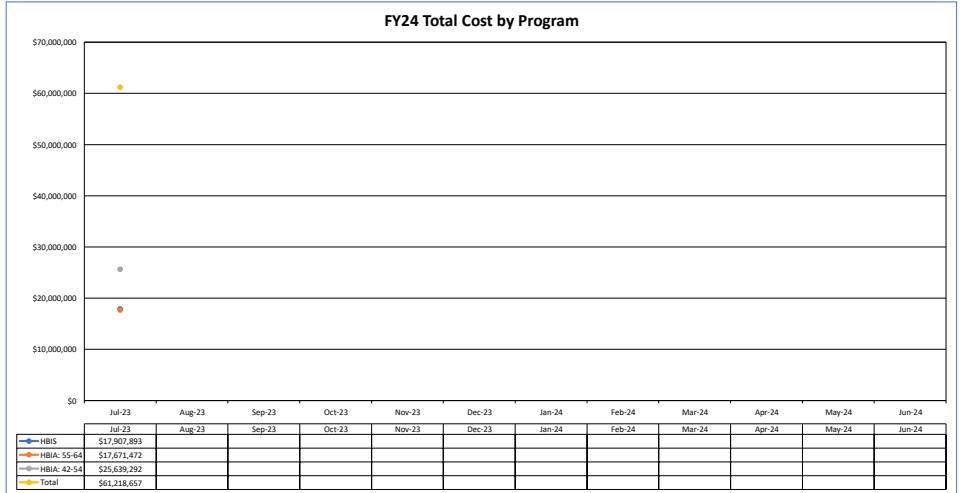 FY24 Total Cost by Program
$70,000,000
$60,000,000
$50,000,000
$40,000,000
$30,000,000
$20,000,000
$10,000,000
$0
Jul-23 Aug-23 Sep-23 Oct-23 Nov-23 Dec-23 Jan-24 Feb-24 Mar-24 Apr-24 May-24 Jun-24
Jul-23 Aug-23 Sep-23 Oct-23 Nov-23 Dec-23 Jan-24 Feb-24 Mar-24 Apr-24 May-24 Jun-24
HBIS $17,907,893
HBIA: 55-64 $17,671,472
HBIA: 42-54 $25,639,292
Total $61,218,657